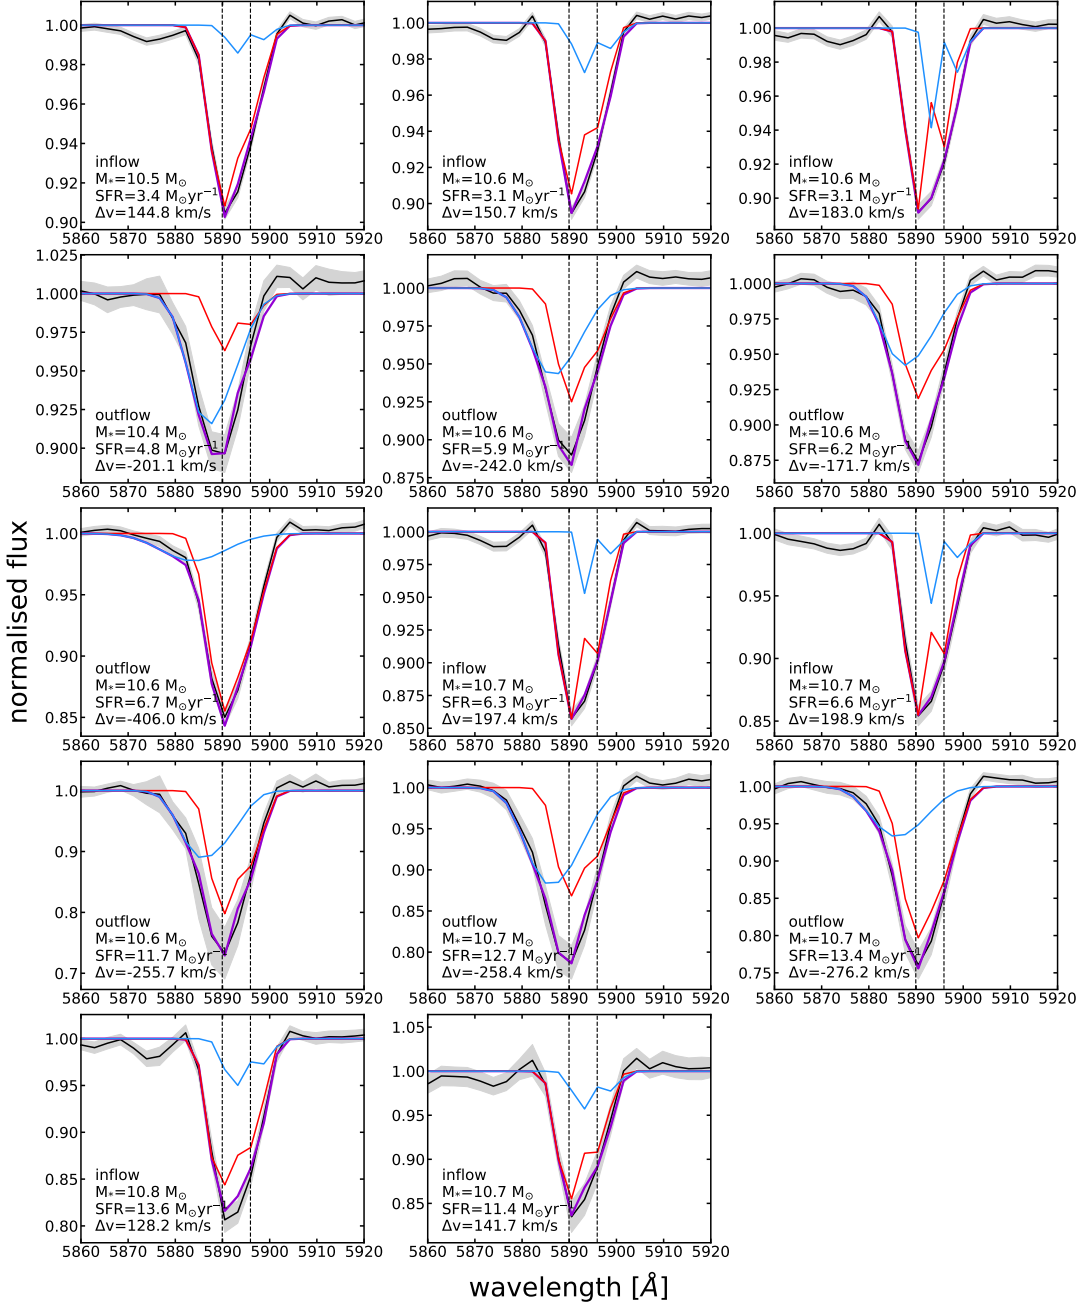 1.00
0.98
0.96
0.94
0.92
0.90
inflow
M*=10.5 M⊙
SFR=3.4 M⊙yr−1
Δv=144.8 km/s
5860 5870 5880 5890 5900 5910 5920
1.00
0.98
0.96
0.94
0.92
0.90
inflow
M*=10.6 M⊙
SFR=3.1 M⊙yr−1
Δv=150.7 km/s
5860 5870 5880 5890 5900 5910 5920
1.00
0.98
0.96
0.94
0.92
0.90
inflow
M*=10.6 M⊙
SFR=3.1 M⊙yr−1
Δv=183.0 km/s
5860 5870 5880 5890 5900 5910 5920
1.025
1.000
0.975
0.950
0.925
0.900
outflow
M*=10.4 M⊙
SFR=4.8 M⊙yr−1
Δv=-201.1 km/s
5860 5870 5880 5890 5900 5910 5920
1.000
0.975
0.950
0.925
0.900
0.875
outflow
M*=10.6 M⊙
SFR=5.9 M⊙yr−1
Δv=-242.0 km/s
5860 5870 5880 5890 5900 5910 5920
1.000
0.975
0.950
0.925
0.900
0.875
outflow
M*=10.6 M⊙
SFR=6.2 M⊙yr−1
Δv=-171.7 km/s
5860 5870 5880 5890 5900 5910 5920
normalised flux
1.00
0.95
0.90
0.85
outflow
M*=10.6 M⊙
SFR=6.7 M⊙yr−1
Δv=-406.0 km/s
5860 5870 5880 5890 5900 5910 5920
1.000
0.975
0.950
0.925
0.900
0.875
0.850
inflow
M*=10.7 M⊙
SFR=6.3 M⊙yr−1
Δv=197.4 km/s
5860 5870 5880 5890 5900 5910 5920
1.00
0.95
0.90
0.85
inflow
M*=10.7 M⊙
SFR=6.6 M⊙yr−1
Δv=198.9 km/s
5860 5870 5880 5890 5900 5910 5920
1.0
0.9
0.8
0.7
outflow
M*=10.6 M⊙
SFR=11.7 M⊙yr−1
Δv=-255.7 km/s
5860 5870 5880 5890 5900 5910 5920
1.00
0.95
0.90
0.85
0.80
outflow
M*=10.7 M⊙
SFR=12.7 M⊙yr−1
Δv=-258.4 km/s
5860 5870 5880 5890 5900 5910 5920
1.00
0.95
0.90
0.85
0.80
0.75
outflow
M*=10.7 M⊙
SFR=13.4 M⊙yr−1
Δv=-276.2 km/s
5860 5870 5880 5890 5900 5910 5920
1.00
0.95
0.90
0.85
0.80
inflow
M*=10.8 M⊙
SFR=13.6 M⊙yr−1
Δv=128.2 km/s
5860 5870 5880 5890 5900 5910 5920
1.05
1.00
0.95
0.90
0.85
inflow
M*=10.7 M⊙
SFR=11.4 M⊙yr−1
Δv=141.7 km/s
5860 5870 5880 5890 5900 5910 5920
wavelength [Å]